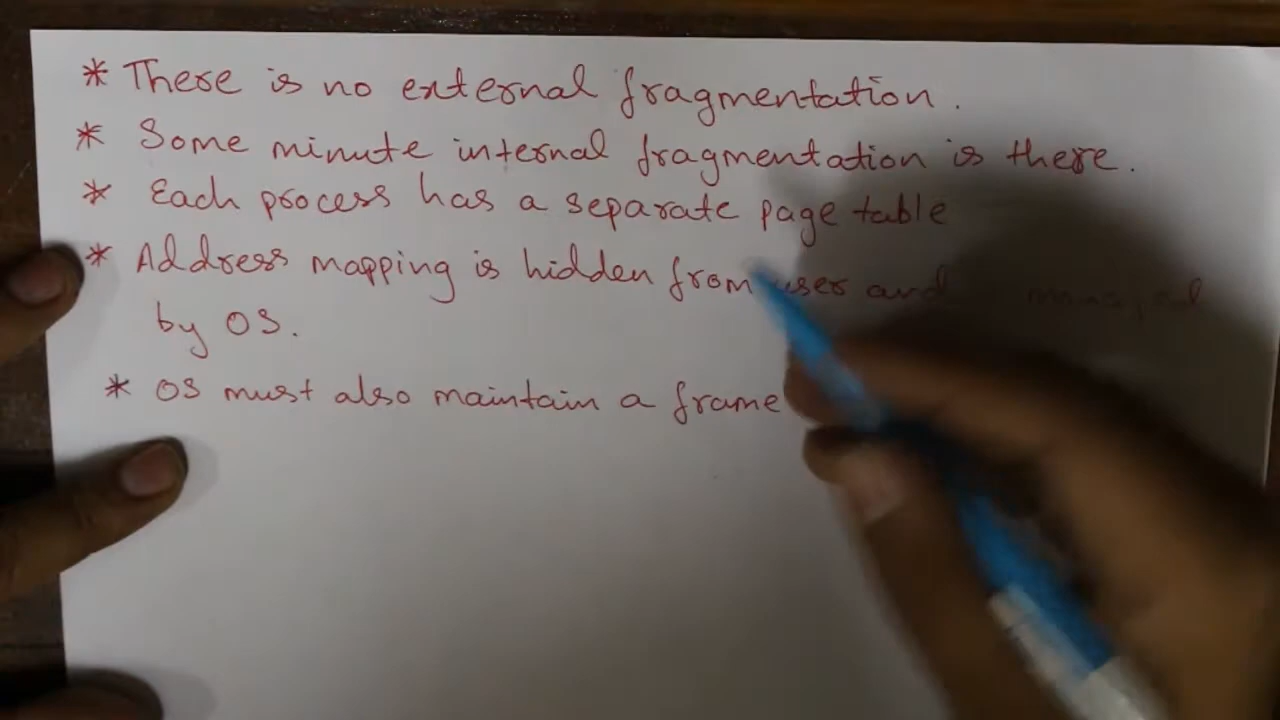 * There is no external fragmentation.
* Some minute internal fragmentation is there.
* Each process has a separate page table
* Address mapping is hidden from user and managed
by OS.
* OS must also maintain a frame